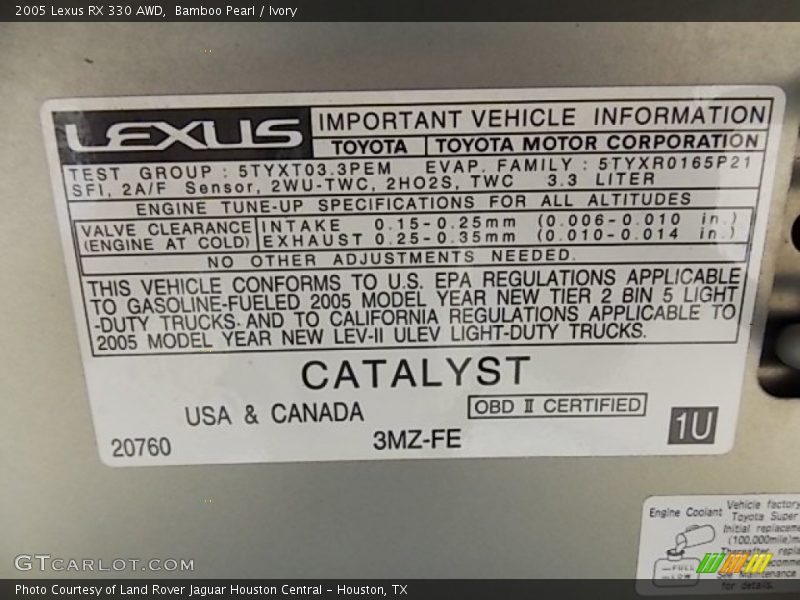 2005 Lexus RX 330 AWD, Bamboo Pearl / Ivory
LEXUS
IMPORTANT VEHICLE INFORMATION
TOYOTA TOYOTA MOTOR CORPORATION
TEST GROUP : 5TYXT03.3PEM EVAP. FAMILY : 5TYXR0165P21
SFI, 2A/F Sensor, 2WU-TWC, 2HO2S, TWC 3.3 LITER
ENGINE TUNE-UP SPECIFICATIONS FOR ALL ALTITUDES
VALVE CLEARANCE INTAKE 0.15-0.25mm (0.006-0.010 in.)
(ENGINE AT COLD) EXHAUST 0.25-0.35mm (0.010-0.014 in.)
NO OTHER ADJUSTMENTS NEEDED.
THIS VEHICLE CONFORMS TO U.S. EPA REGULATIONS APPLICABLE
TO GASOLINE-FUELED 2005 MODEL YEAR NEW TIER 2 BIN 5 LIGHT
-DUTY TRUCKS. AND TO CALIFORNIA REGULATIONS APPLICABLE TO
2005 MODEL YEAR NEW LEV-II ULEV LIGHT-DUTY TRUCKS.
CATALYST
USA & CANADA
OBD II CERTIFIED
20760
3MZ-FE
1U
Engine Coolant
Vehicle factory
Toyota Super
Initial
(100,000mile)
FULL
LOW
See
for details.
GTCARLOT.COM
Photo Courtesy of Land Rover Jaguar Houston Central - Houston, TX